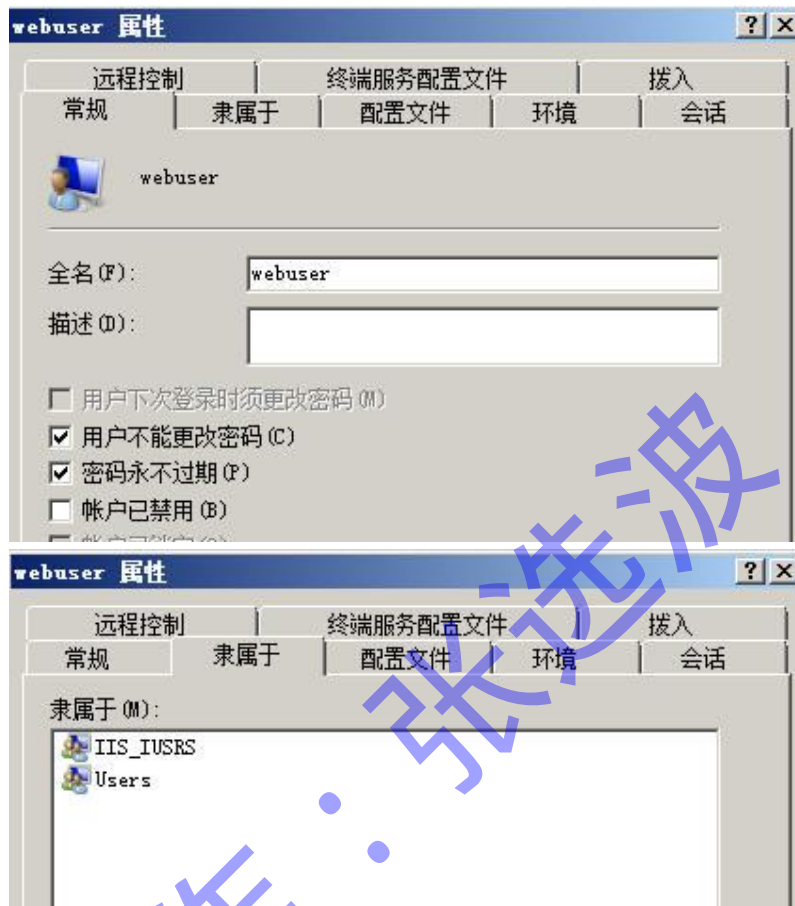 webuser 属性
远程控制 终端服务配置文件 拨入
常规 隶属于 配置文件 环境 会话
webuser
全名(F): webuser
描述(D):
用户下次登录时须更改密码(M)
用户不能更改密码(C)
密码永不过期(P)
帐户已禁用(B)
webuser 属性
远程控制 终端服务配置文件 拨入
常规 隶属于 配置文件 环境 会话
隶属于(M):
IIS_IUSRS
Users
作：张选波